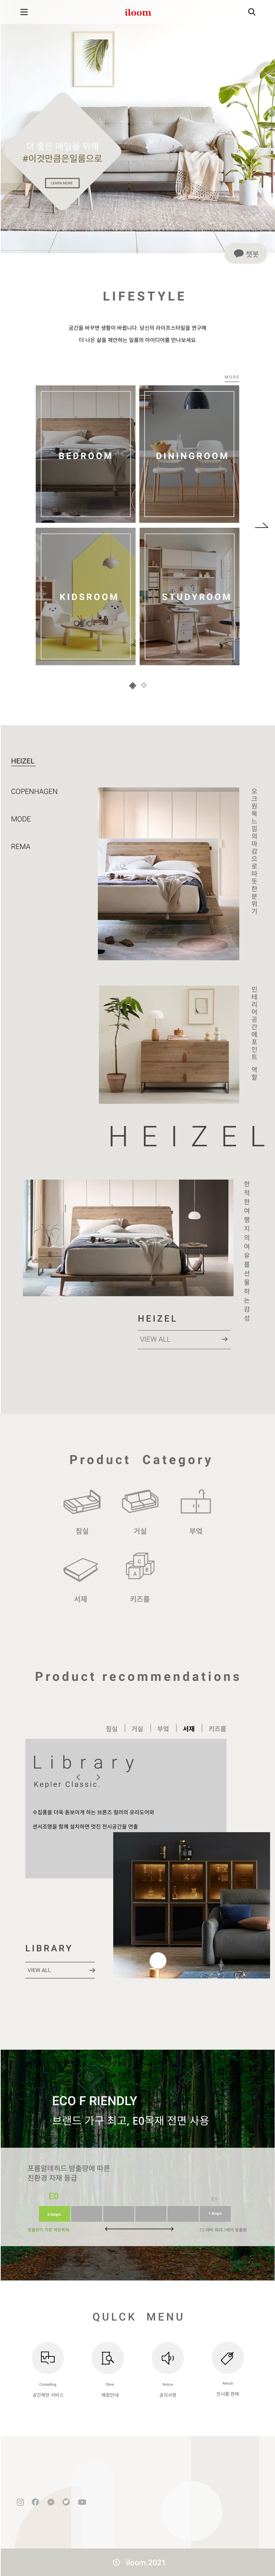 iloom
더 좋은 매일을 위해
#이것만큼은일룸으로
LEARN MORE
챗봇
LIFESTYLE
공간을 바꾸면 생활이 바뀝니다. 당신의 라이프스타일을 연구해
더 나은 삶을 제안하는 일룸의 아이디어를 만나보세요.
MORE
BEDROOM
DININGROOM
KIDSROOM
STUDYROOM
HEIZEL
COPENHAGEN
MODE
REMA
오크원목느낌의마감으로따듯한분위기
인테리어공간에포인트 역할
HEIZEL
한적한여행지의여유를선물하는감성
HEIZEL
VIEW ALL
Product Category
침실
거실
부엌
서재
키즈룸
Product recommendations
침실
거실
부엌
서재
키즈룸
Library
Kepler Classic.
수집품을 더욱 돋보이게 하는 브론즈 컬러의 유리도어와
센서조명을 함께 설치하면 멋진 전시공간을 연출
LIBRARY
VIEW ALL
ECO F RIENDLY
브랜드 가구 최고, E0목재 전면 사용
포름알데히드 방출량에 따른
친환경 자재 등급
E0
E1
QULCK MENU
Consulting
공간제안 서비스
Store
매장안내
Notice
공지사항
전시품 판매
iloom.2021